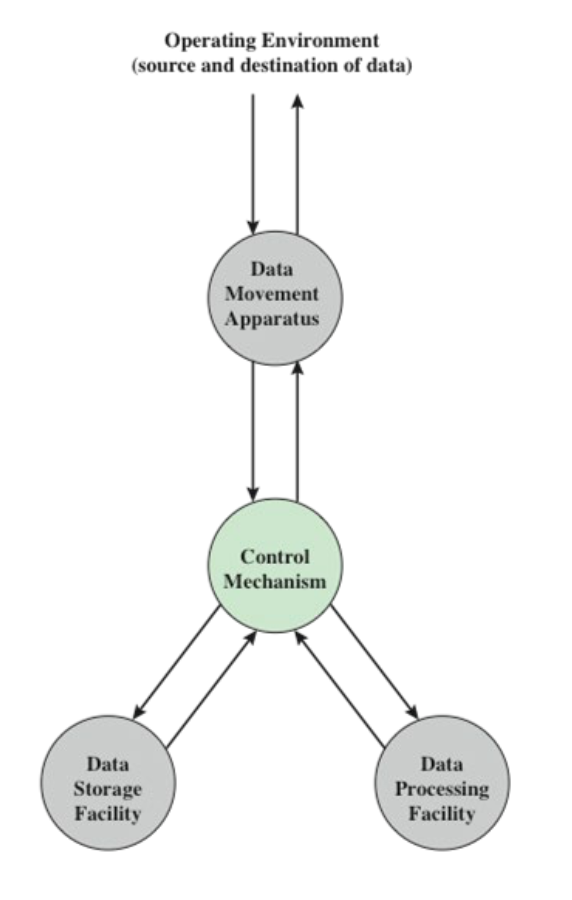 Operating Environment
(source and destination of data)
Data
Movement
Apparatus
Control
Mechanism
Data
Storage
Facility
Data
Processing
Facility